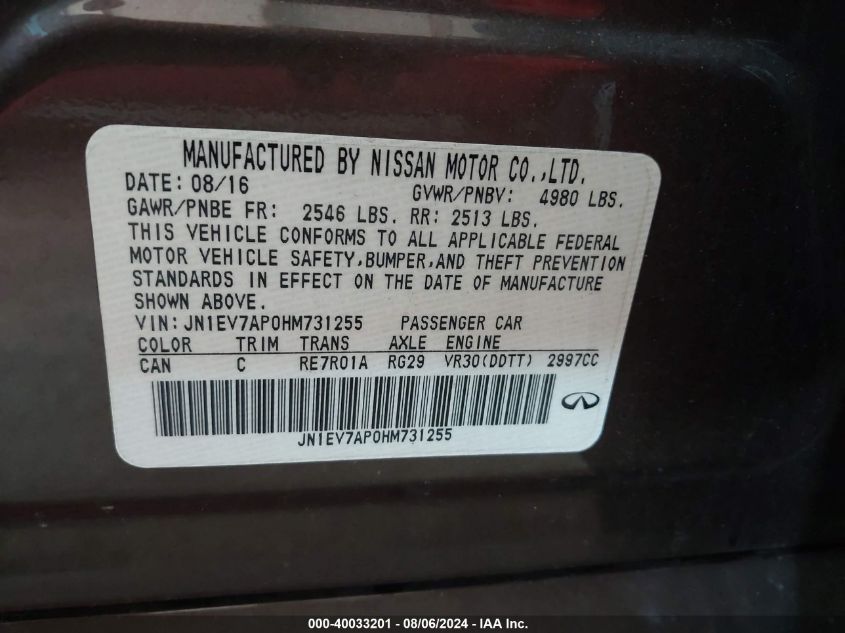 MANUFACTURED BY NISSAN MOTOR CO.,LTD.
DATE: 08/16 GVWR/PNBV: 4980 LBS.
GAWR/PNBE FR: 2546 LBS. RR: 2513 LBS.
THIS VEHICLE CONFORMS TO ALL APPLICABLE FEDERAL
MOTOR VEHICLE SAFETY,BUMPER,AND THEFT PREVENTION
STANDARDS IN EFFECT ON THE DATE OF MANUFACTURE
SHOWN ABOVE.
VIN:JN1EV7AP0HM731255 PASSENGER CAR
COLOR TRIM TRANS AXLE ENGINE
CAN C RE7R01A RG29 VR30(DDTT) 2997CC
JN1EV7AP0HM731255
000-40033201 - 08/06/2024 - IAA Inc.